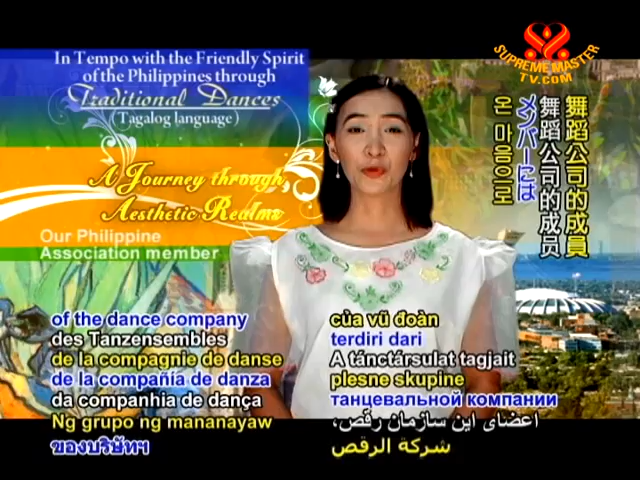 SUPREME MASTER
TV.COM
In Tempo with the Friendly Spirit
of the Philippines through
Traditional Dances
(Tagalog language)
A Journey through
Aesthetic Realms
Our Philippine
Association member
舞蹈公司的成員
舞蹈公司的成员
メンバーには
온 마음으로
of the dance company
des Tanzensembles
de la compagnie de danse
de la compañía de danza
da companhia de dança
Ng grupo ng mananayaw
ของบริษัทฯ
của vũ đoàn
terdiri dari
A tánctársulat tagjait
plesne skupine
танцевальной компании
اعضای این سازمان رقص،
شركة الرقص